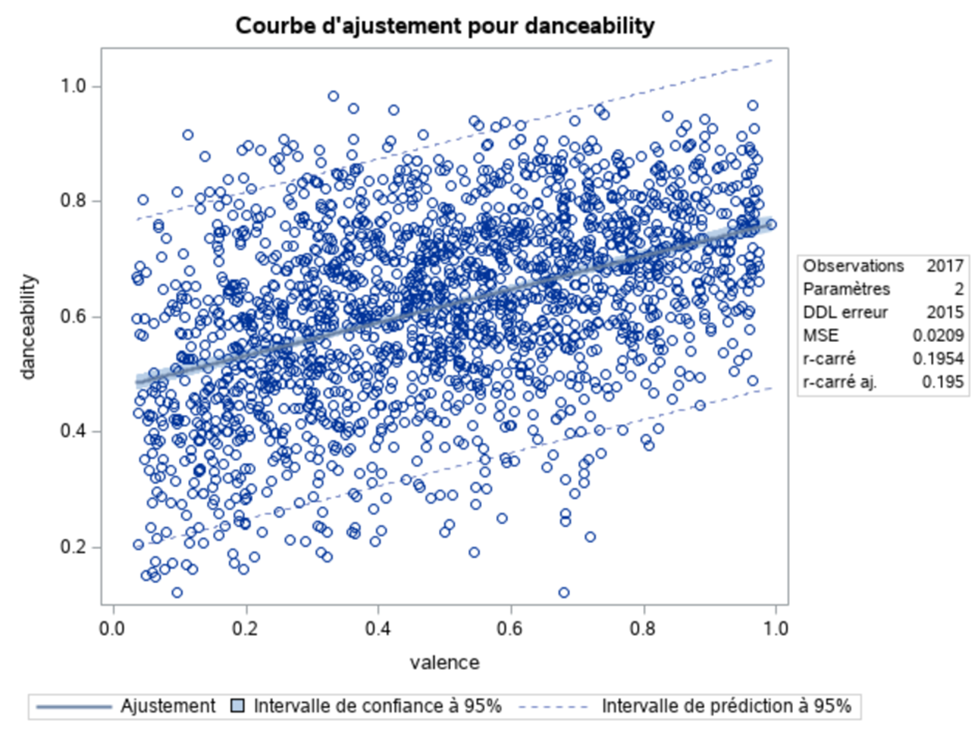 Courbe d'ajustement pour danceability
1.0
0.8
0.6
0.4
0.2
danceability
0.0 0.2 0.4 0.6 0.8 1.0
valence
Observations 2017
Paramètres 2
DDL erreur 2015
MSE 0.0209
r-carré 0.1954
r-carré aj. 0.195
Ajustement Intervalle de confiance à 95% Intervalle de prédiction à 95%